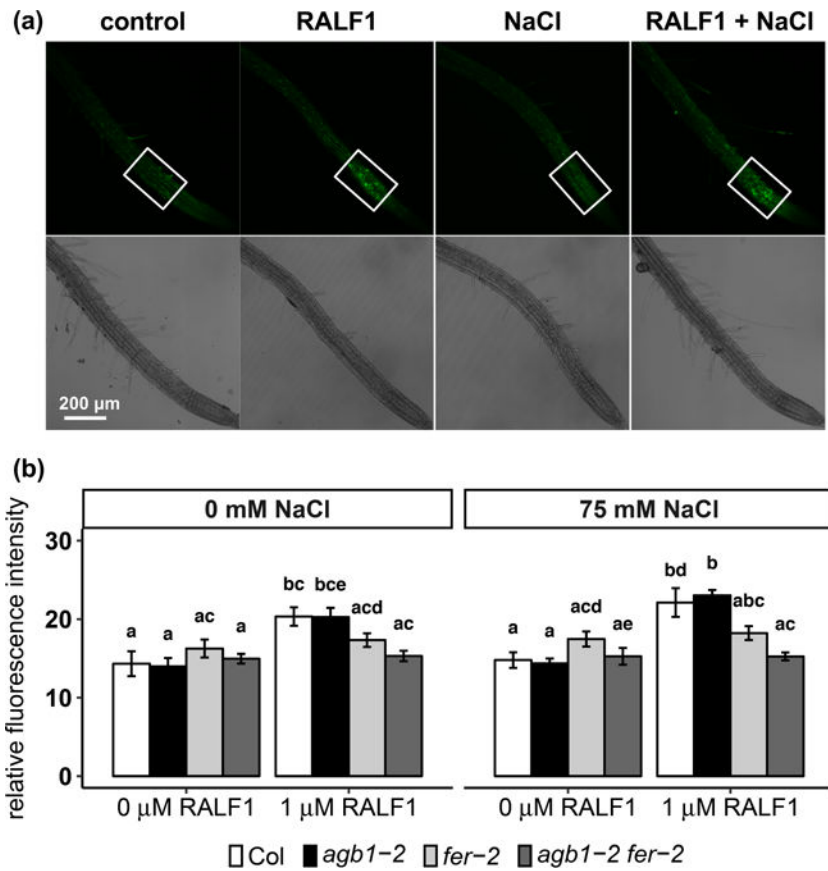 (a)
control RALF1 NaCl RALF1 + NaCl
200 µm
(b)
relative fluorescence intensity
0 mM NaCl 75 mM NaCl
30
20
10
0
a a ac a bc bce acd ac
a a acd ae bd b abc ac
0 µM RALF1 1 µM RALF1 0 µM RALF1 1 µM RALF1
Col agb1−2 fer−2 agb1−2 fer−2